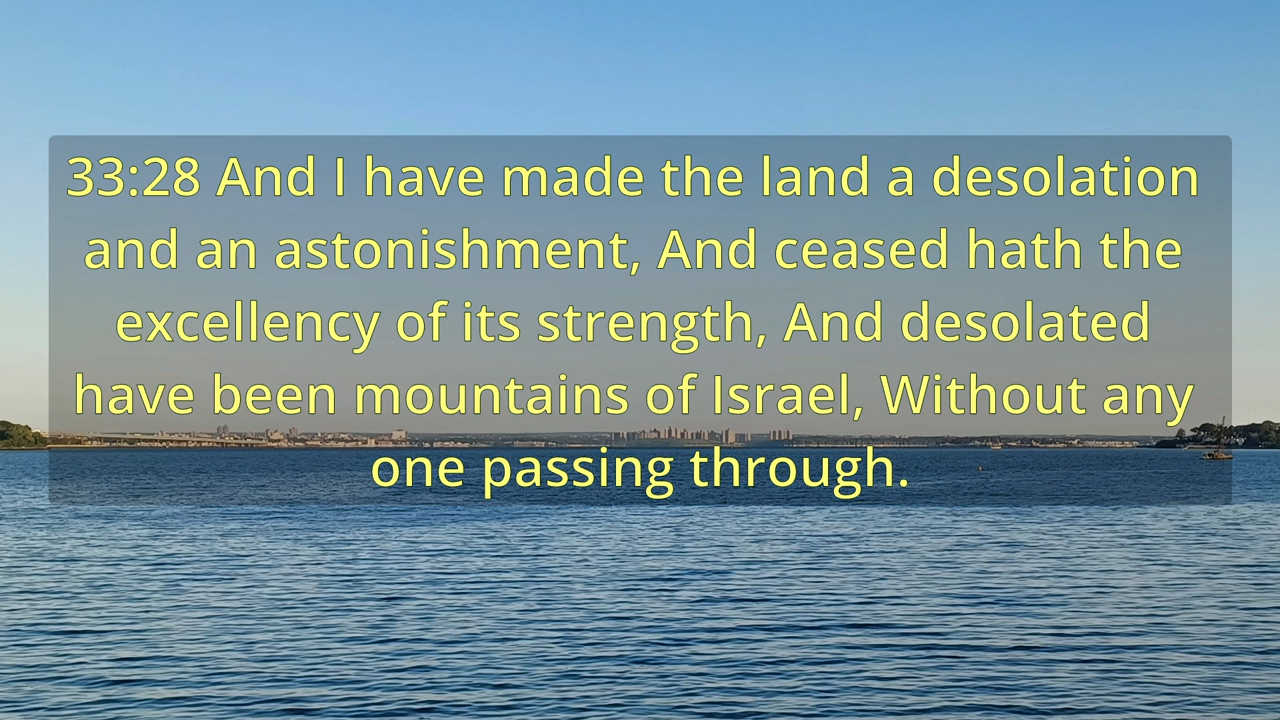 33:28 And I have made the land a desolation
and an astonishment, And ceased hath the
excellency of its strength, And desolated
have been mountains of Israel, Without any
one passing through.